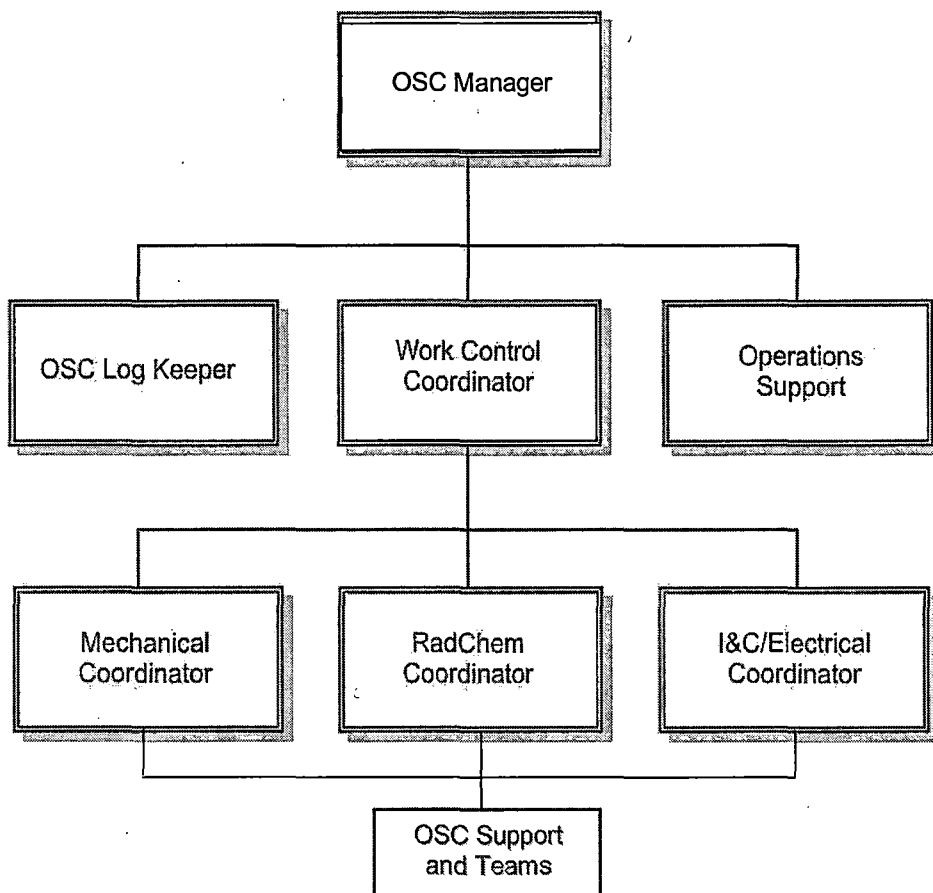 OSC Manager
OSC Log Keeper
Work Control
Coordinator
Operations
Support
Mechanical
Coordinator
RadChem
Coordinator
I&C/Electrical
Coordinator
OSC Support
and Teams